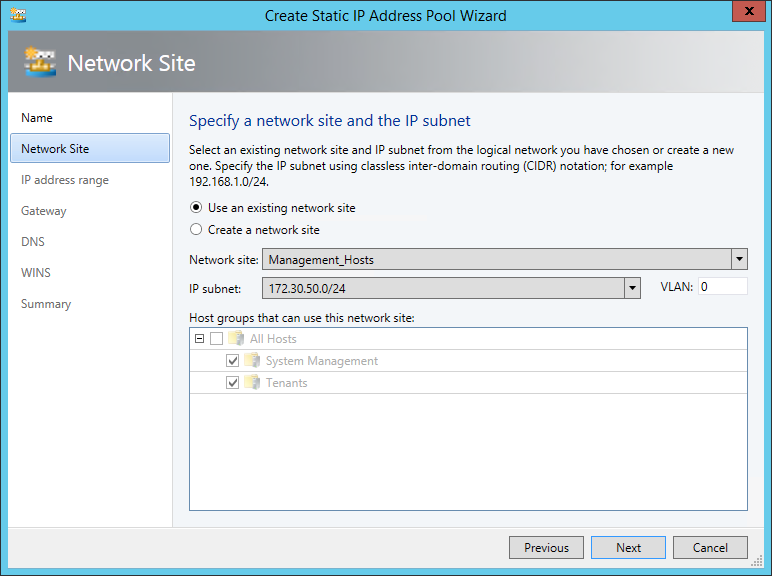 Create Static IP Address Pool Wizard
Network Site
Name
Network Site
IP address range
Gateway
DNS
WINS
Summary
Specify a network site and the IP subnet
Select an existing network site and IP subnet from the logical network you have chosen or create a new
one. Specify the IP subnet using classless inter-domain routing (CIDR) notation; for example
192.168.1.0/24.
Use an existing network site
Create a network site
Network site: Management_Hosts
IP subnet: 172.30.50.0/24 VLAN: 0
Host groups that can use this network site:
All Hosts
System Management
Tenants
Previous Next Cancel